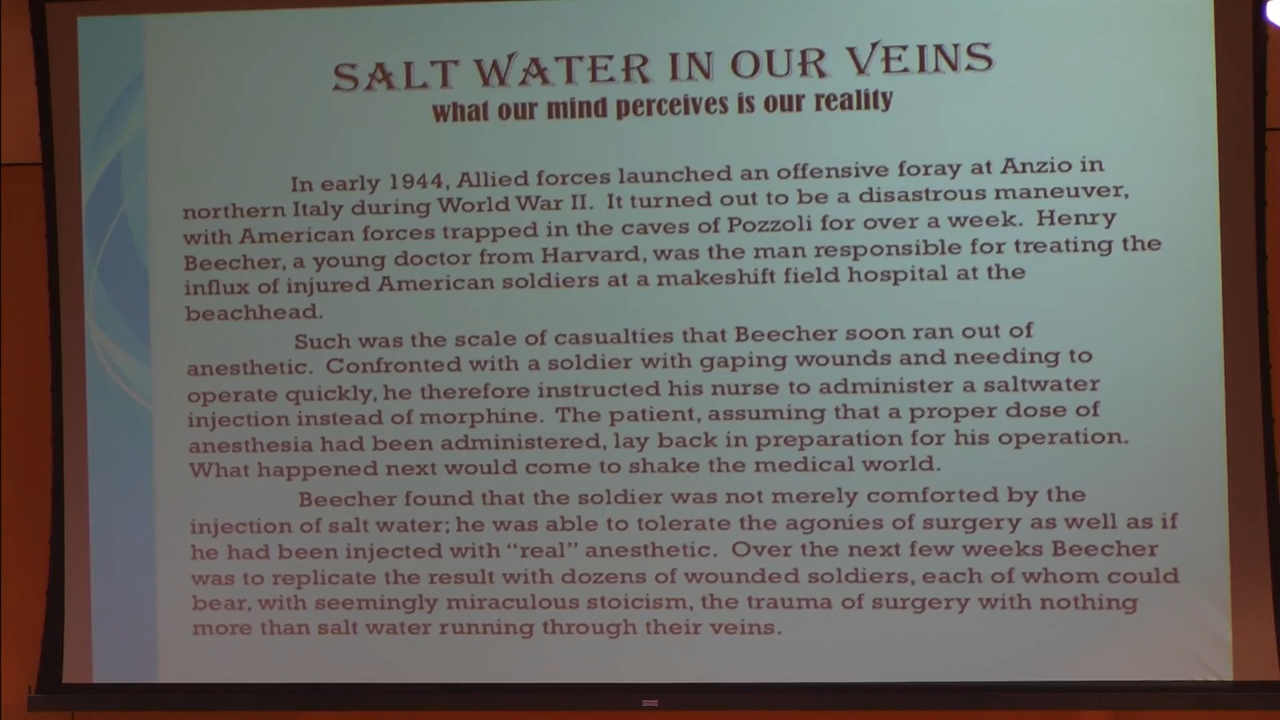 SALT WATER IN OUR VEINS
what our mind perceives is our reality
In early 1944, Allied forces launched an offensive foray at Anzio in
northern Italy during World War II. It turned out to be a disastrous maneuver,
with American forces trapped in the caves of Pozzoli for over a week. Henry
Beecher, a young doctor from Harvard, was the man responsible for treating the
influx of injured American soldiers at a makeshift field hospital at the
beachhead.
Such was the scale of casualties that Beecher soon ran out of
anesthetic. Confronted with a soldier with gaping wounds and needing to
operate quickly, he therefore instructed his nurse to administer a saltwater
injection instead of morphine. The patient, assuming that a proper dose of
anesthesia had been administered, lay back in preparation for his operation.
What happened next would come to shake the medical world.
Beecher found that the soldier was not merely comforted by the
injection of salt water; he was able to tolerate the agonies of surgery as well as if
he had been injected with “real” anesthetic. Over the next few weeks Beecher
was to replicate the result with dozens of wounded soldiers, each of whom could
bear, with seemingly miraculous stoicism, the trauma of surgery with nothing
more than salt water running through their veins.